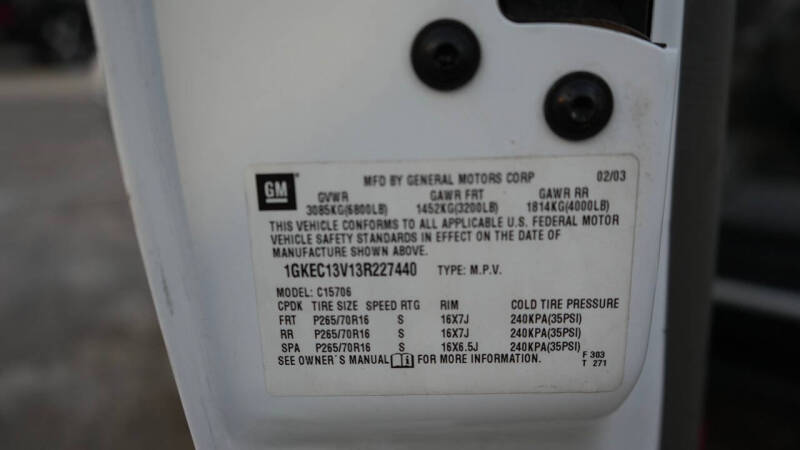 GM MFD BY GENERAL MOTORS CORP 02/03
GVWR GAWR FRT GAWR RR
3085KG(6800LB) 1452KG(3200LB) 1814KG(4000LB)
THIS VEHICLE CONFORMS TO ALL APPLICABLE U.S. FEDERAL MOTOR
VEHICLE SAFETY STANDARDS IN EFFECT ON THE DATE OF
MANUFACTURE SHOWN ABOVE.
1GKEC13V13R227440 TYPE: M.P.V.
MODEL: C15706
CPDK TIRE SIZE SPEED RTG RIM COLD TIRE PRESSURE
FRT P265/70R16 S 16X7J 240KPA(35PSI)
RR P265/70R16 S 16X7J 240KPA(35PSI)
SPA P265/70R16 S 16X6.5J 240KPA(35PSI)
SEE OWNER'S MANUAL FOR MORE INFORMATION.
F 303
T 271